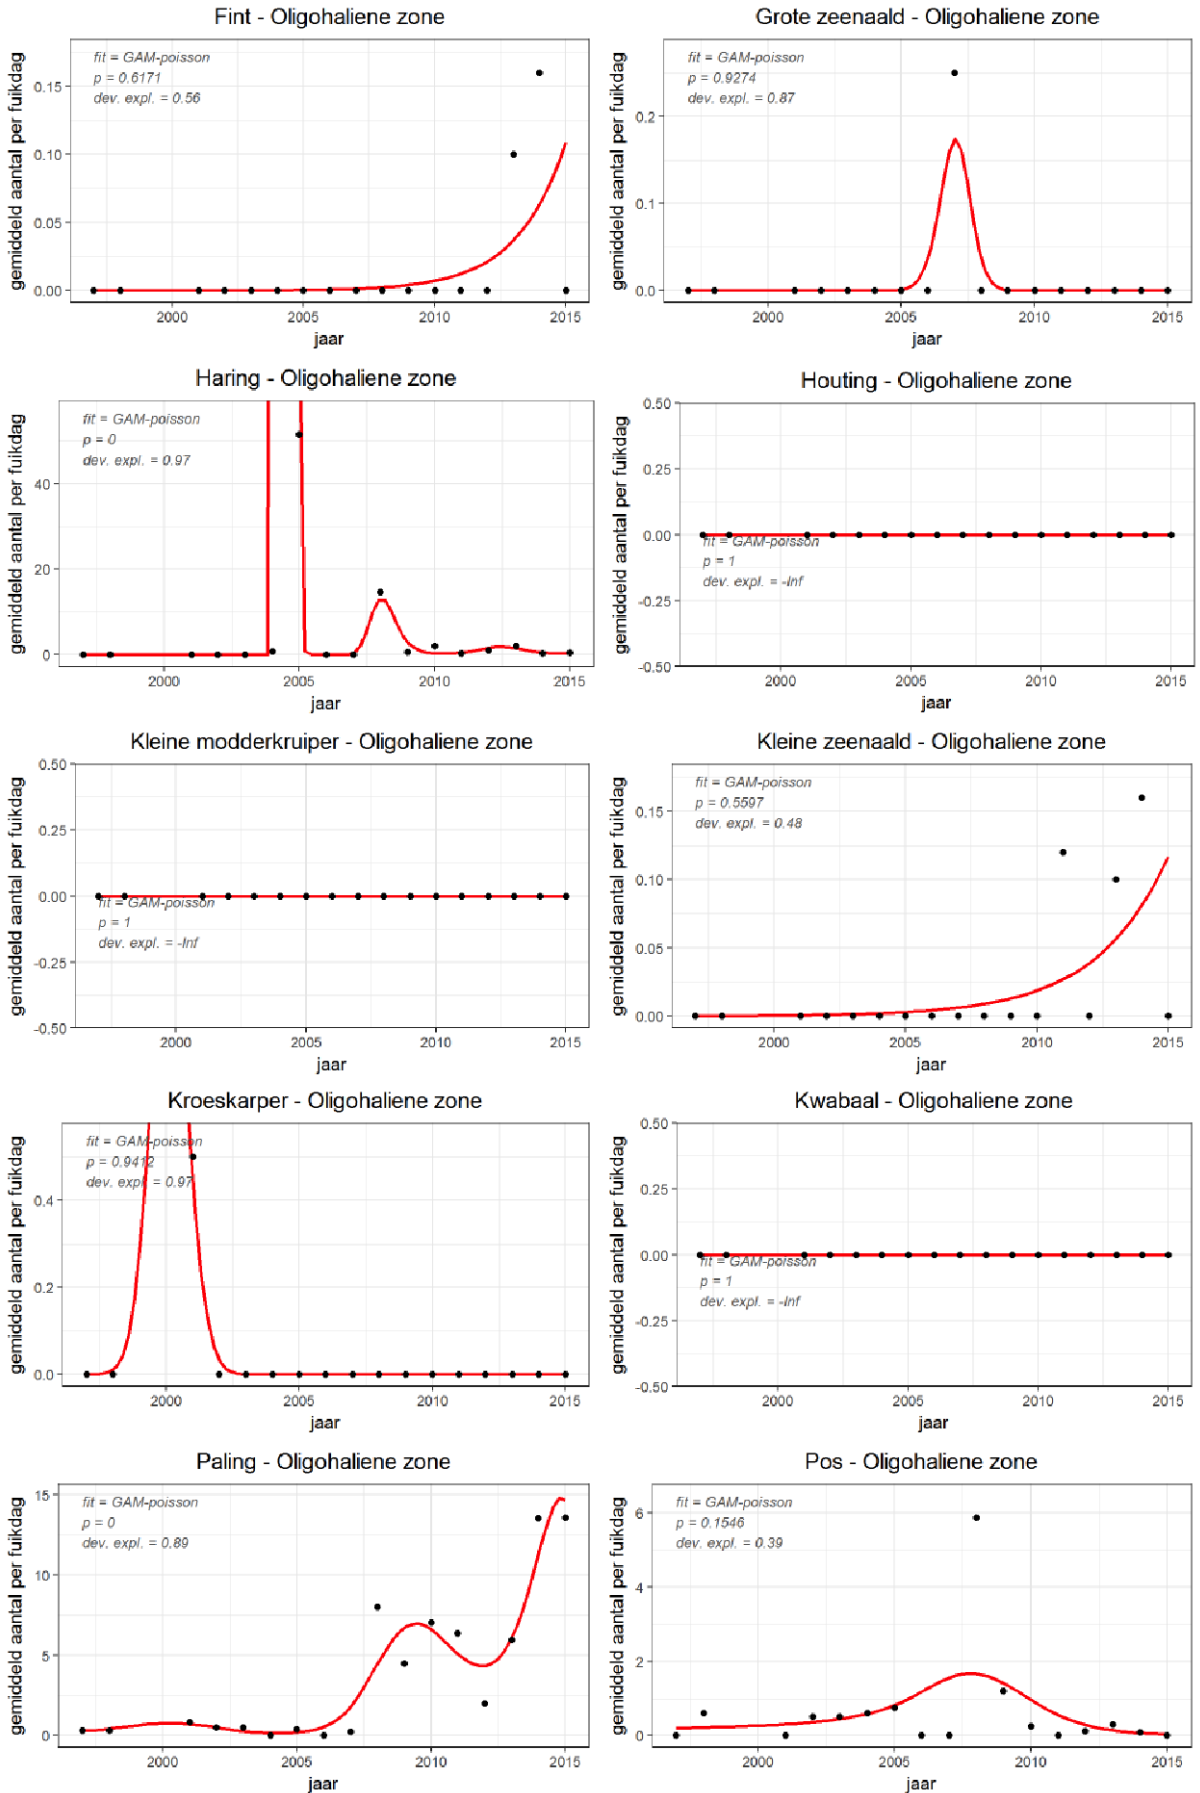 Fint - Oligohaliene zone
gemiddeld aantal per fuikdag
fit = GAM-poisson
p = 0.6171
dev. expl. = 0.56
0.15
0.10
0.05
0.00
2000 2005 2010 2015
jaar
Grote zeenaald - Oligohaliene zone
gemiddeld aantal per fuikdag
fit = GAM-poisson
p = 0.9274
dev. expl. = 0.87
0.2
0.1
0.0
2000 2005 2010 2015
jaar
Haring - Oligohaliene zone
gemiddeld aantal per fuikdag
fit = GAM-poisson
p = 0
dev. expl. = 0.97
40
20
0
2000 2005 2010 2015
jaar
Houting - Oligohaliene zone
gemiddeld aantal per fuikdag
0.50
0.25
0.00
fit = GAM-poisson
p = 1
dev. expl. = -Inf
-0.25
-0.50
2000 2005 2010 2015
jaar
Kleine modderkruiper - Oligohaliene zone
gemiddeld aantal per fuikdag
0.50
0.25
0.00
fit = GAM-poisson
p = 1
dev. expl. = -Inf
-0.25
-0.50
2000 2005 2010 2015
jaar
Kleine zeenaald - Oligohaliene zone
gemiddeld aantal per fuikdag
fit = GAM-poisson
p = 0.5597
dev. expl. = 0.48
0.15
0.10
0.05
0.00
2000 2005 2010 2015
jaar
Kroeskarper - Oligohaliene zone
gemiddeld aantal per fuikdag
fit = GAM-poisson
p = 0.9412
dev. expl. = 0.97
0.4
0.2
0.0
2000 2005 2010 2015
jaar
Kwabaal - Oligohaliene zone
gemiddeld aantal per fuikdag
0.50
0.25
0.00
fit = GAM-poisson
p = 1
dev. expl. = -Inf
-0.25
-0.50
2000 2005 2010 2015
jaar
Paling - Oligohaliene zone
gemiddeld aantal per fuikdag
fit = GAM-poisson
p = 0
dev. expl. = 0.89
15
10
5
0
2000 2005 2010 2015
jaar
Pos - Oligohaliene zone
gemiddeld aantal per fuikdag
fit = GAM-poisson
p = 0.1546
dev. expl. = 0.39
6
4
2
0
2000 2005 2010 2015
jaar